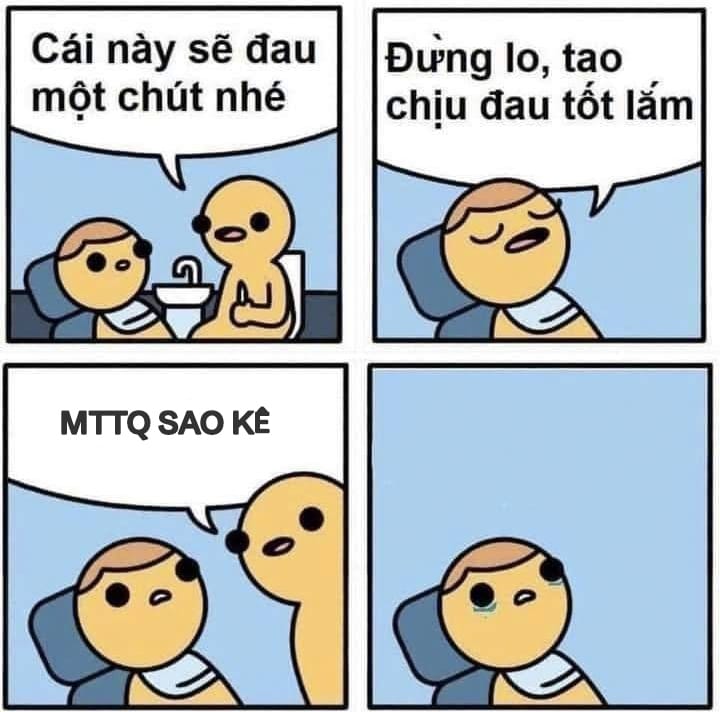 Cái này sẽ đau
một chút nhé
Đừng lo, tao
chịu đau tốt lắm
MTTQ SAO KÊ